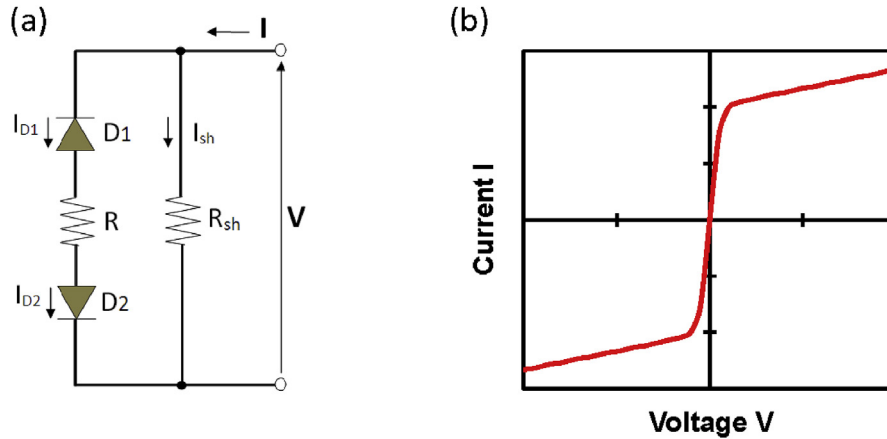 (a)
I
I_D1
D1
I_sh
R
R_sh
V
I_D2
D2
(b)
Current I
Voltage V